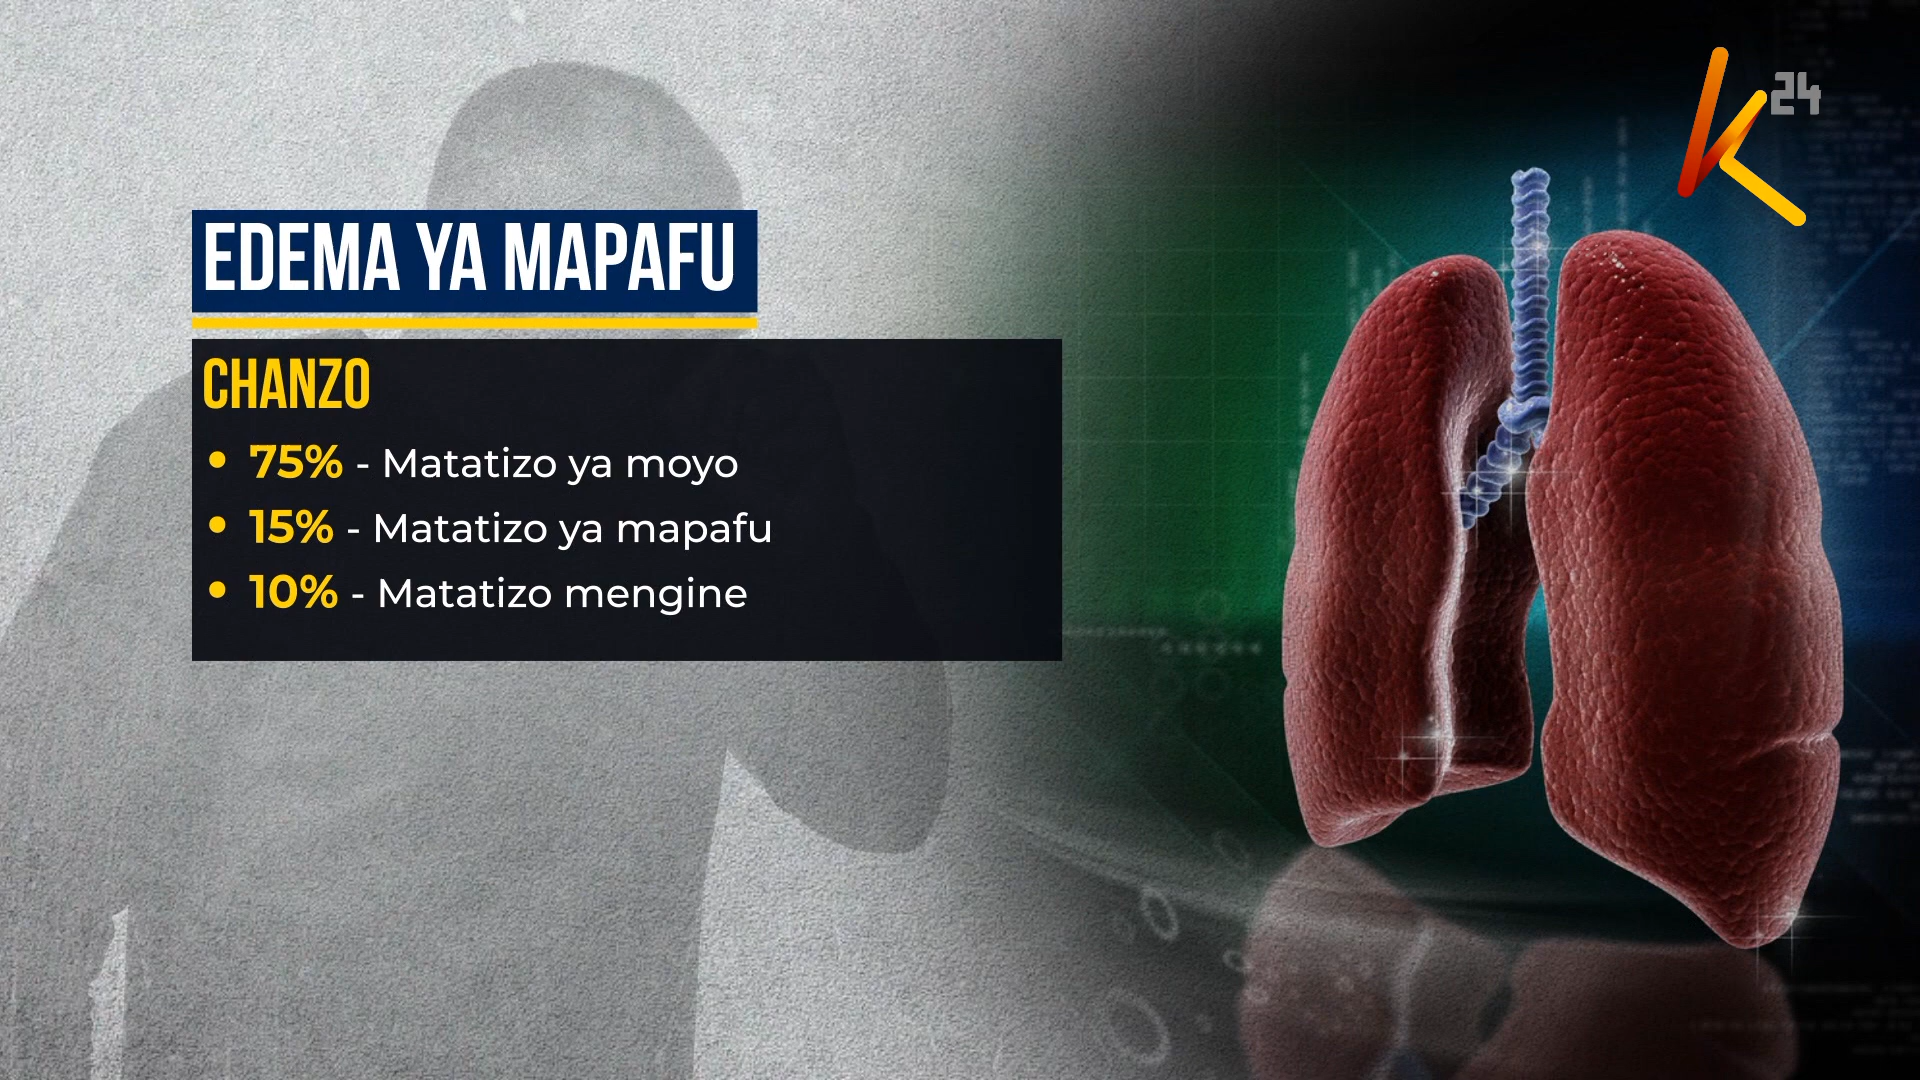 K24
EDEMA YA MAPAFU
CHANZO
• 75% - Matatizo ya moyo
• 15% - Matatizo ya mapafu
• 10% - Matatizo mengine